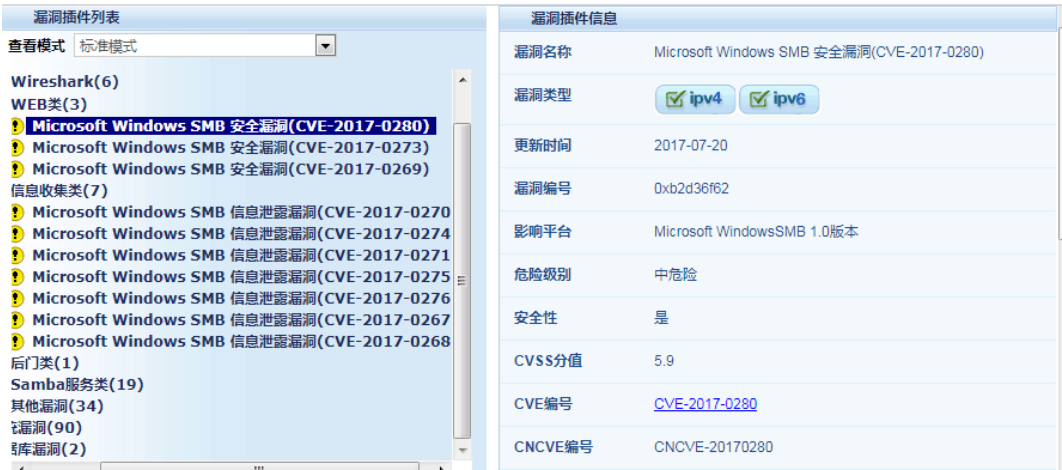 漏洞插件列表
查看模式 标准模式
Wireshark(6)
WEB类(3)
Microsoft Windows SMB 安全漏洞(CVE-2017-0280)
Microsoft Windows SMB 安全漏洞(CVE-2017-0273)
Microsoft Windows SMB 安全漏洞(CVE-2017-0269)
信息收集类(7)
Microsoft Windows SMB 信息泄露漏洞(CVE-2017-0270
Microsoft Windows SMB 信息泄露漏洞(CVE-2017-0274
Microsoft Windows SMB 信息泄露漏洞(CVE-2017-0271
Microsoft Windows SMB 信息泄露漏洞(CVE-2017-0275
Microsoft Windows SMB 信息泄露漏洞(CVE-2017-0276
Microsoft Windows SMB 信息泄露漏洞(CVE-2017-0267
Microsoft Windows SMB 信息泄露漏洞(CVE-2017-0268
后门类(1)
Samba服务类(19)
其他漏洞(34)
漏洞(90)
库漏洞(2)
漏洞插件信息
漏洞名称 Microsoft Windows SMB 安全漏洞(CVE-2017-0280)
漏洞类型 ipv4 ipv6
更新时间 2017-07-20
漏洞编号 0xb2d36f62
影响平台 Microsoft WindowsSMB 1.0版本
危险级别 中危险
安全性 是
CVSS分值 5.9
CVE编号 CVE-2017-0280
CNCVE编号 CNCVE-20170280